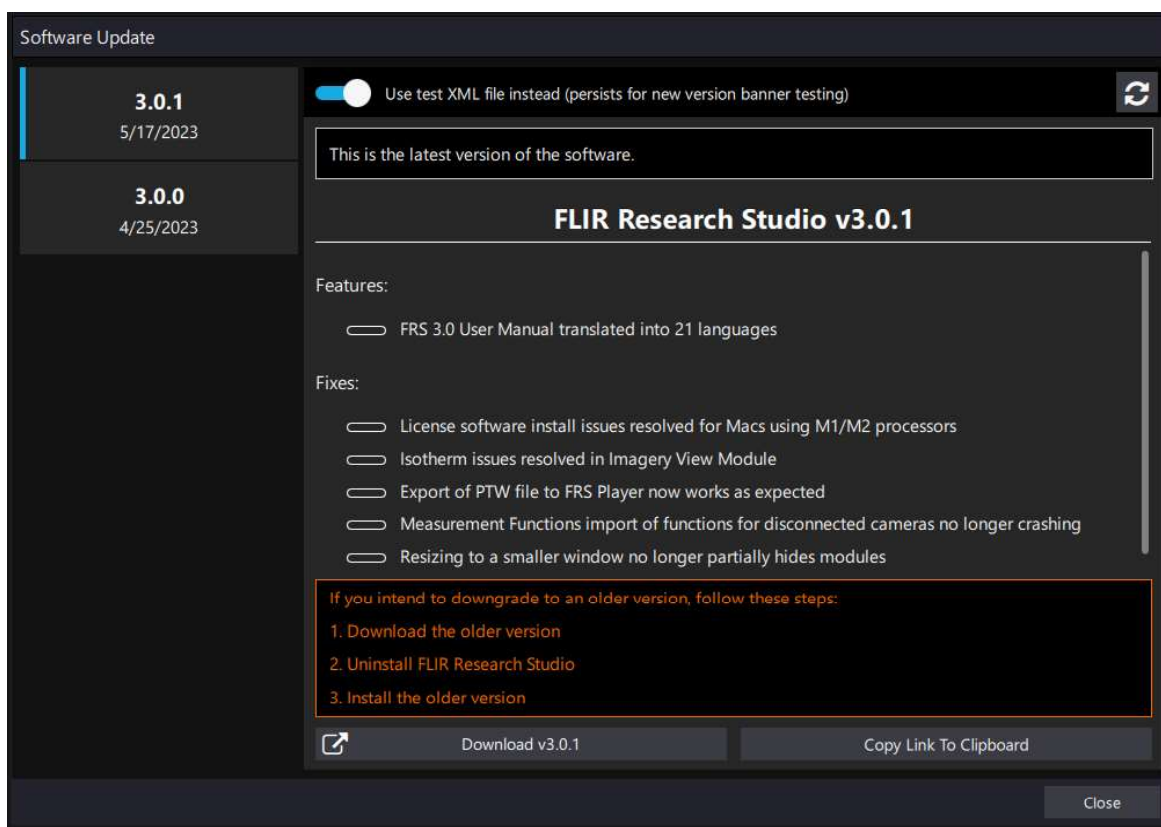 Software Update
3.0.1
5/17/2023
3.0.0
4/25/2023
Use test XML file instead (persists for new version banner testing)
This is the latest version of the software.
FLIR Research Studio v3.0.1
Features:
FRS 3.0 User Manual translated into 21 languages
Fixes:
License software install issues resolved for Macs using M1/M2 processors
Isotherm issues resolved in Imagery View Module
Export of PTW file to FRS Player now works as expected
Measurement Functions import of functions for disconnected cameras no longer crashing
Resizing to a smaller window no longer partially hides modules
If you intend to downgrade to an older version, follow these steps:
1. Download the older version
2. Uninstall FLIR Research Studio
3. Install the older version
Download v3.0.1
Copy Link To Clipboard
Close